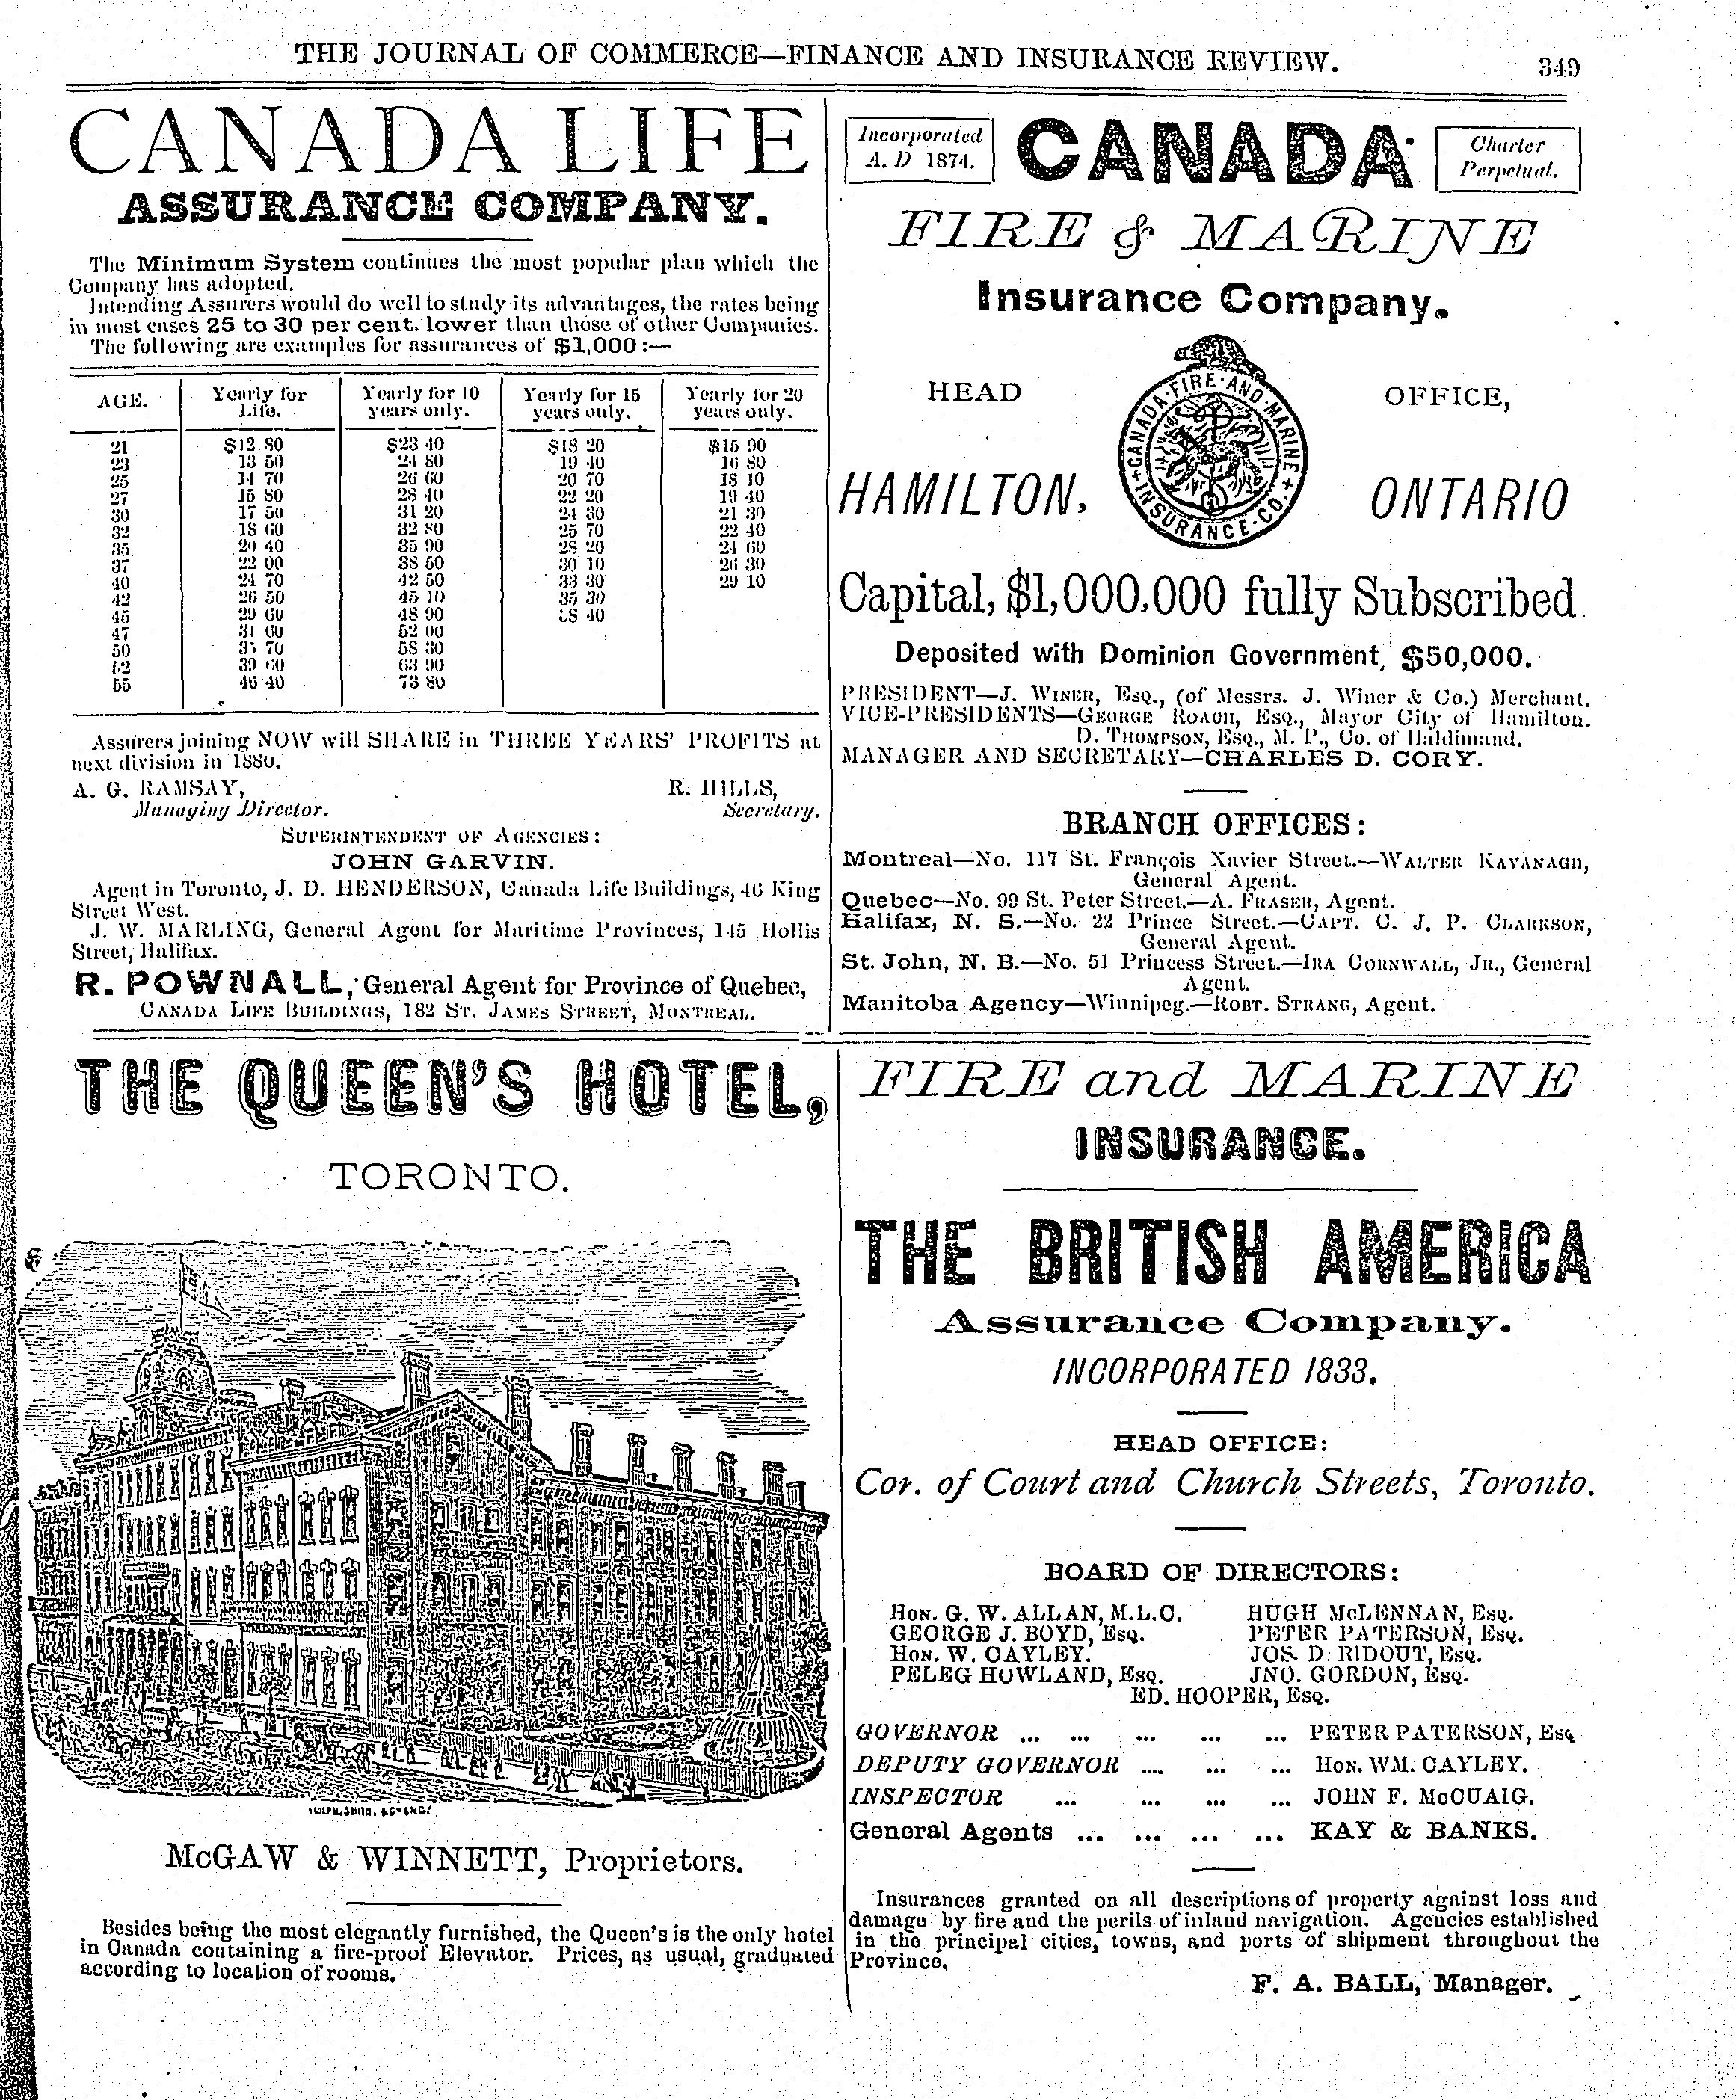 THE JOURNAL OF COMMERCE—FINANCE AND INSURANCE REVIEW. 349
CANADA LIFE
ASSURANCE COMPANY.
The Minimum System continues the most popular plan which the
Company has adopted.
Intending Assurers would do well to study its advantages, the rates being
in most cases 25 to 30 per cent. lower than those of other Companies.
The following are examples for assurances of $1,000:—
AGE. Yearly for Life. Yearly for 10 years only. Yearly for 15 years only. Yearly for 20 years only.
21 $12 80 $23 40 $18 20 $15 90
23 13 50 24 80 19 40 16 80
25 14 70 26 60 20 70 18 10
27 15 80 28 40 22 20 19 40
30 17 50 31 20 24 30 21 30
32 18 60 32 80 25 70 22 40
35 20 40 35 90 28 20 24 60
37 22 00 38 50 30 10 26 30
40 24 70 42 50 33 30 29 10
42 26 50 45 10 35 30
45 29 60 48 90 38 40
47 31 60 52 00
50 35 70 58 30
52 39 60 63 90
55 46 40 73 80
Assurers joining NOW will SHARE in THREE YEARS' PROFITS at
next division in 1880.
A. G. RAMSAY, R. HILLS,
Managing Director. Secretary.
SUPERINTENDENT OF AGENCIES:
JOHN GARVIN.
Agent in Toronto, J. D. HENDERSON, Canada Life Buildings, 46 King
Street West.
J. W. MARLING, General Agent for Maritime Provinces, 145 Hollis
Street, Halifax.
R. POWNALL, General Agent for Province of Quebec,
CANADA LIFE BUILDINGS, 182 ST. JAMES STREET, MONTREAL.
Incorporated
A. D 1874.
CANADA
Charter
Perpetual.
FIRE & MARINE
Insurance Company.
HEAD OFFICE,
CANADA·FIRE·AND·MARINE
INSURANCE·CO.
HAMILTON, ONTARIO
Capital, $1,000,000 fully Subscribed
Deposited with Dominion Government, $50,000.
PRESIDENT—J. WINER, Esq., (of Messrs. J. Winer & Co.) Merchant.
VICE-PRESIDENTS—GEORGE ROACH, Esq., Mayor City of Hamilton.
D. THOMPSON, Esq., M. P., Co. of Haldimand.
MANAGER AND SECRETARY—CHARLES D. CORY.
BRANCH OFFICES:
Montreal—No. 117 St. François Xavier Street.—WALTER KAVANAGH,
General Agent.
Quebec—No. 99 St. Peter Street.—A. FRASER, Agent.
Halifax, N. S.—No. 22 Prince Street.—CAPT. C. J. P. CLARKSON,
General Agent.
St. John, N. B.—No. 51 Princess Street.—IRA CORNWALL, JR., General
Agent.
Manitoba Agency—Winnipeg.—ROBT. STRANG, Agent.
THE QUEEN'S HOTEL,
TORONTO.
McGAW & WINNETT, Proprietors.
Besides being the most elegantly furnished, the Queen's is the only hotel
in Canada containing a fire-proof Elevator. Prices, as usual, graduated
according to location of rooms.
FIRE and MARINE
INSURANCE.
THE BRITISH AMERICA
Assurance Company.
INCORPORATED 1833.
HEAD OFFICE:
Cor. of Court and Church Streets, Toronto.
BOARD OF DIRECTORS:
HON. G. W. ALLAN, M.L.C. HUGH McLENNAN, Esq.
GEORGE J. BOYD, Esq. PETER PATERSON, Esq.
HON. W. CAYLEY. JOS. D. RIDOUT, Esq.
PELEG HOWLAND, Esq. JNO. GORDON, Esq.
ED. HOOPER, Esq.
GOVERNOR ... ... ... ... ... PETER PATERSON, Esq
DEPUTY GOVERNOR .... ... ... HON. WM. CAYLEY.
INSPECTOR ... ... ... ... JOHN F. McCUAIG.
General Agents ... ... ... ... KAY & BANKS.
Insurances granted on all descriptions of property against loss and
damage by fire and the perils of inland navigation. Agencies established
in the principal cities, towns, and ports of shipment throughout the
Province.
F. A. BALL, Manager.